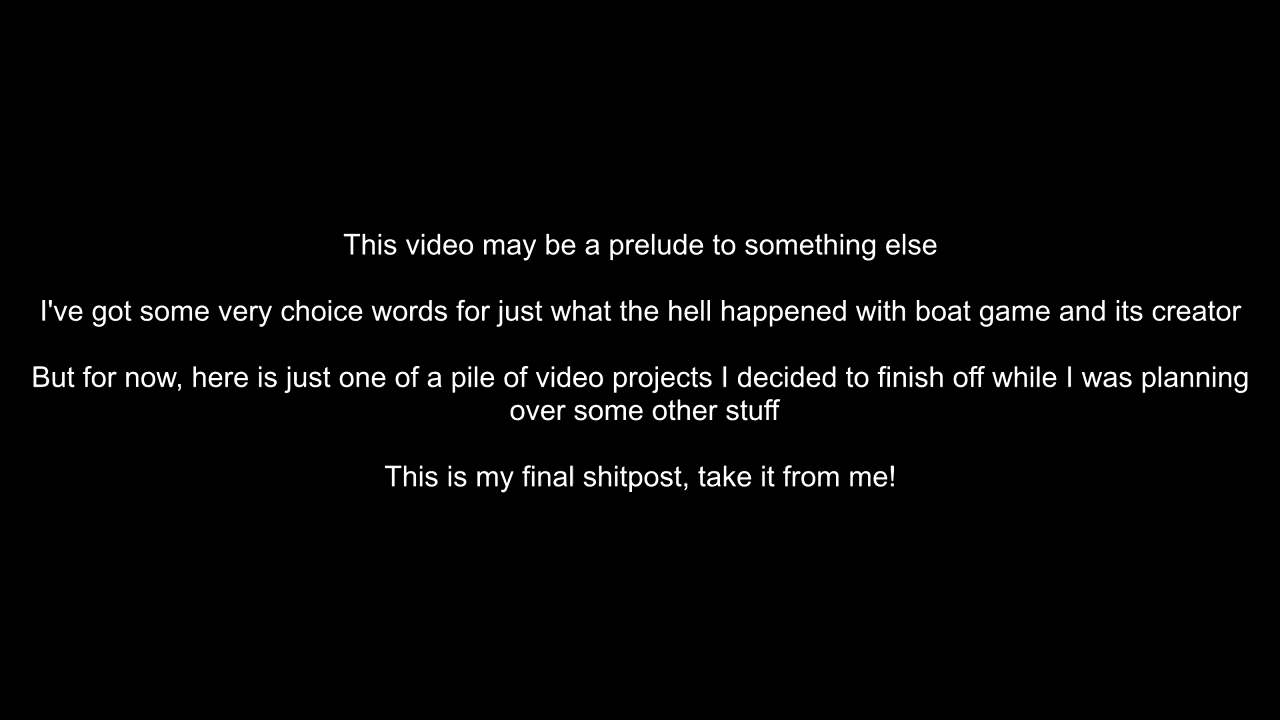 This video may be a prelude to something else
I've got some very choice words for just what the hell happened with boat game and its creator
But for now, here is just one of a pile of video projects I decided to finish off while I was planning
over some other stuff
This is my final shitpost, take it from me!